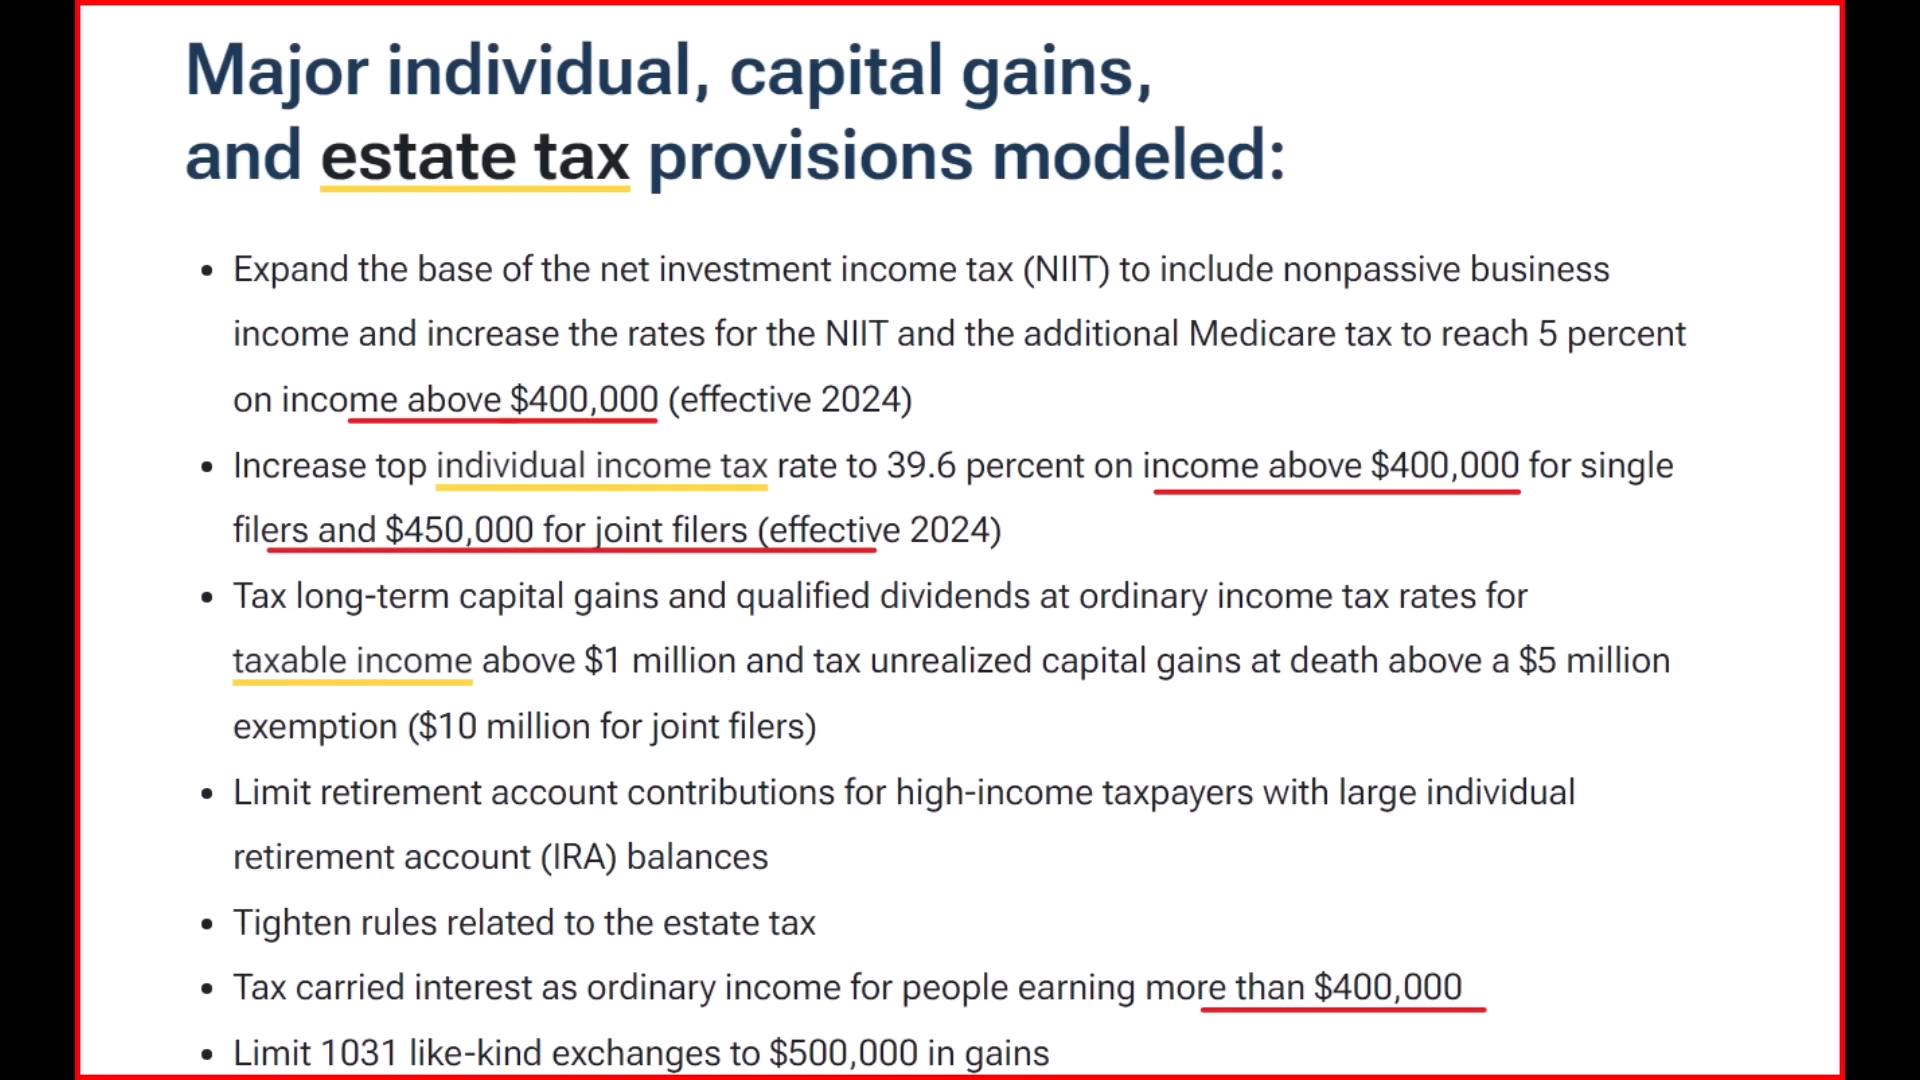 Major individual, capital gains,
and estate tax provisions modeled:
• Expand the base of the net investment income tax (NIIT) to include nonpassive business
income and increase the rates for the NIIT and the additional Medicare tax to reach 5 percent
on income above $400,000 (effective 2024)
• Increase top individual income tax rate to 39.6 percent on income above $400,000 for single
filers and $450,000 for joint filers (effective 2024)
• Tax long-term capital gains and qualified dividends at ordinary income tax rates for
taxable income above $1 million and tax unrealized capital gains at death above a $5 million
exemption ($10 million for joint filers)
• Limit retirement account contributions for high-income taxpayers with large individual
retirement account (IRA) balances
• Tighten rules related to the estate tax
• Tax carried interest as ordinary income for people earning more than $400,000
• Limit 1031 like-kind exchanges to $500,000 in gains